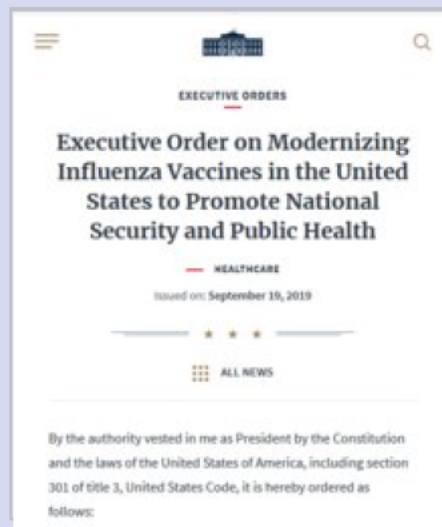 EXECUTIVE ORDERS
Executive Order on Modernizing
Influenza Vaccines in the United
States to Promote National
Security and Public Health
HEALTHCARE
Issued on: September 19, 2019
ALL NEWS
By the authority vested in me as President by the Constitution
and the laws of the United States of America, including section
301 of title 3, United States Code, it is hereby ordered as
follows: